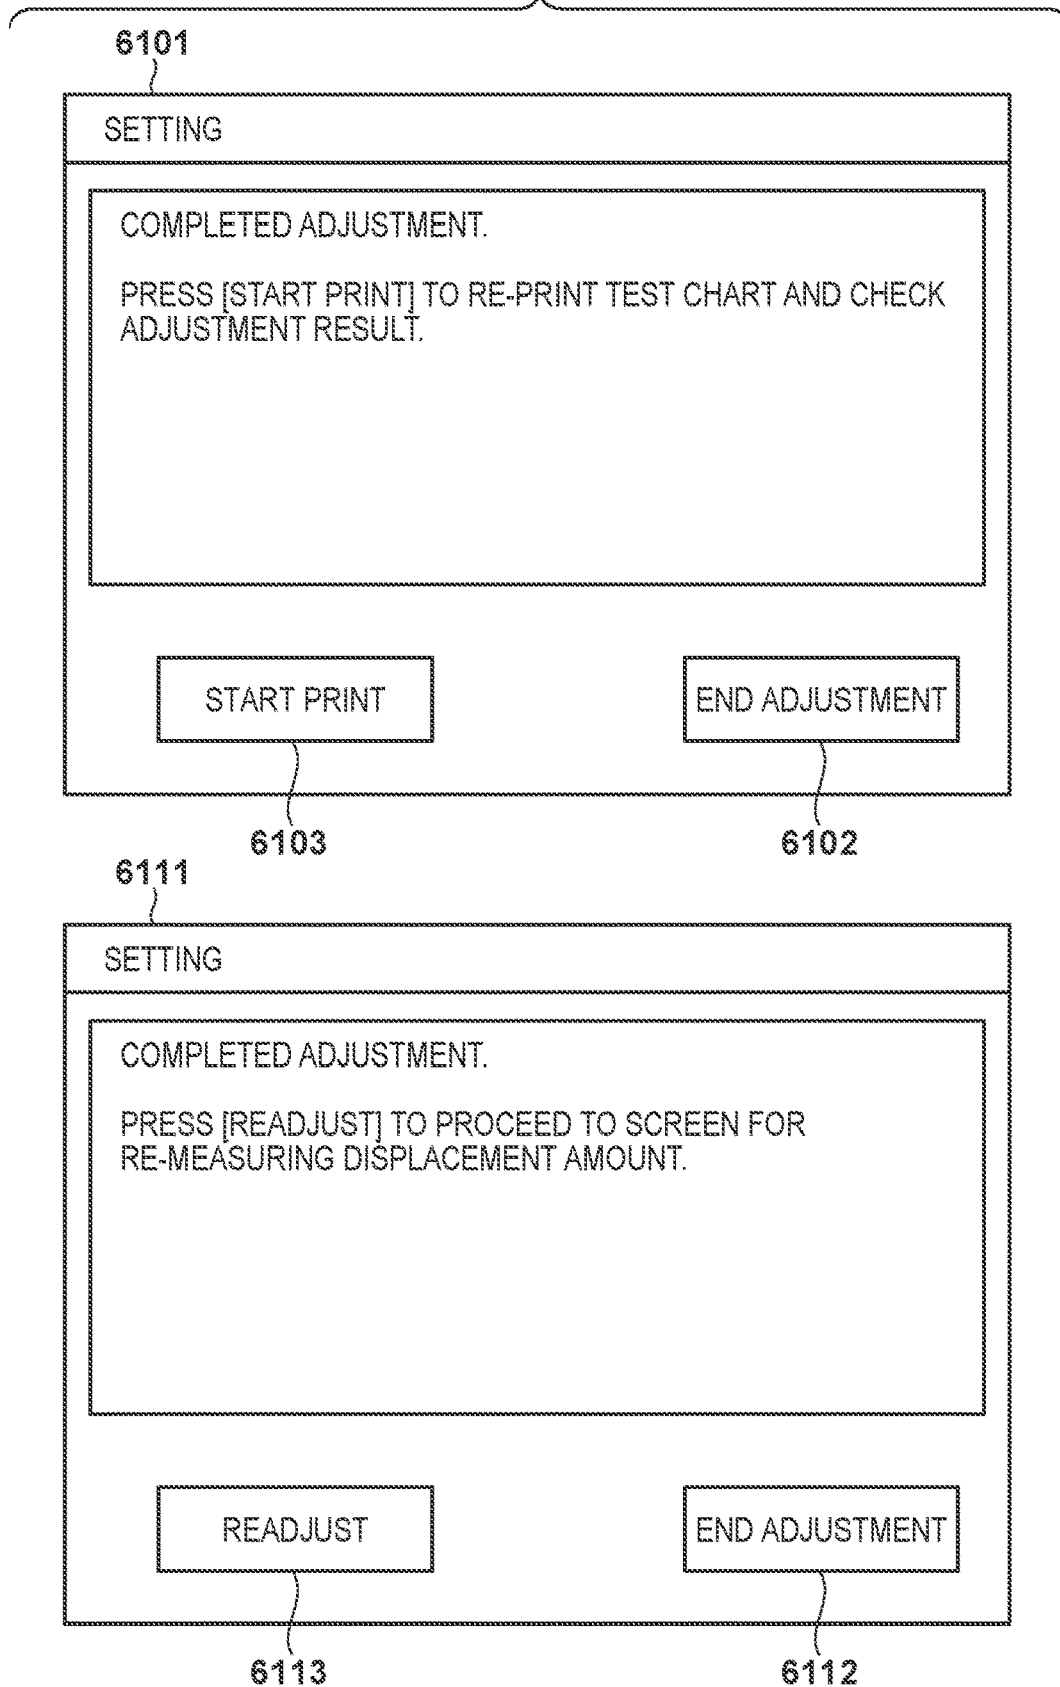 6101
SETTING
COMPLETED ADJUSTMENT.
PRESS [START PRINT] TO RE-PRINT TEST CHART AND CHECK
ADJUSTMENT RESULT.
START PRINT
END ADJUSTMENT
6103
6102
6111
SETTING
COMPLETED ADJUSTMENT.
PRESS [READJUST] TO PROCEED TO SCREEN FOR
RE-MEASURING DISPLACEMENT AMOUNT.
READJUST
END ADJUSTMENT
6113
6112